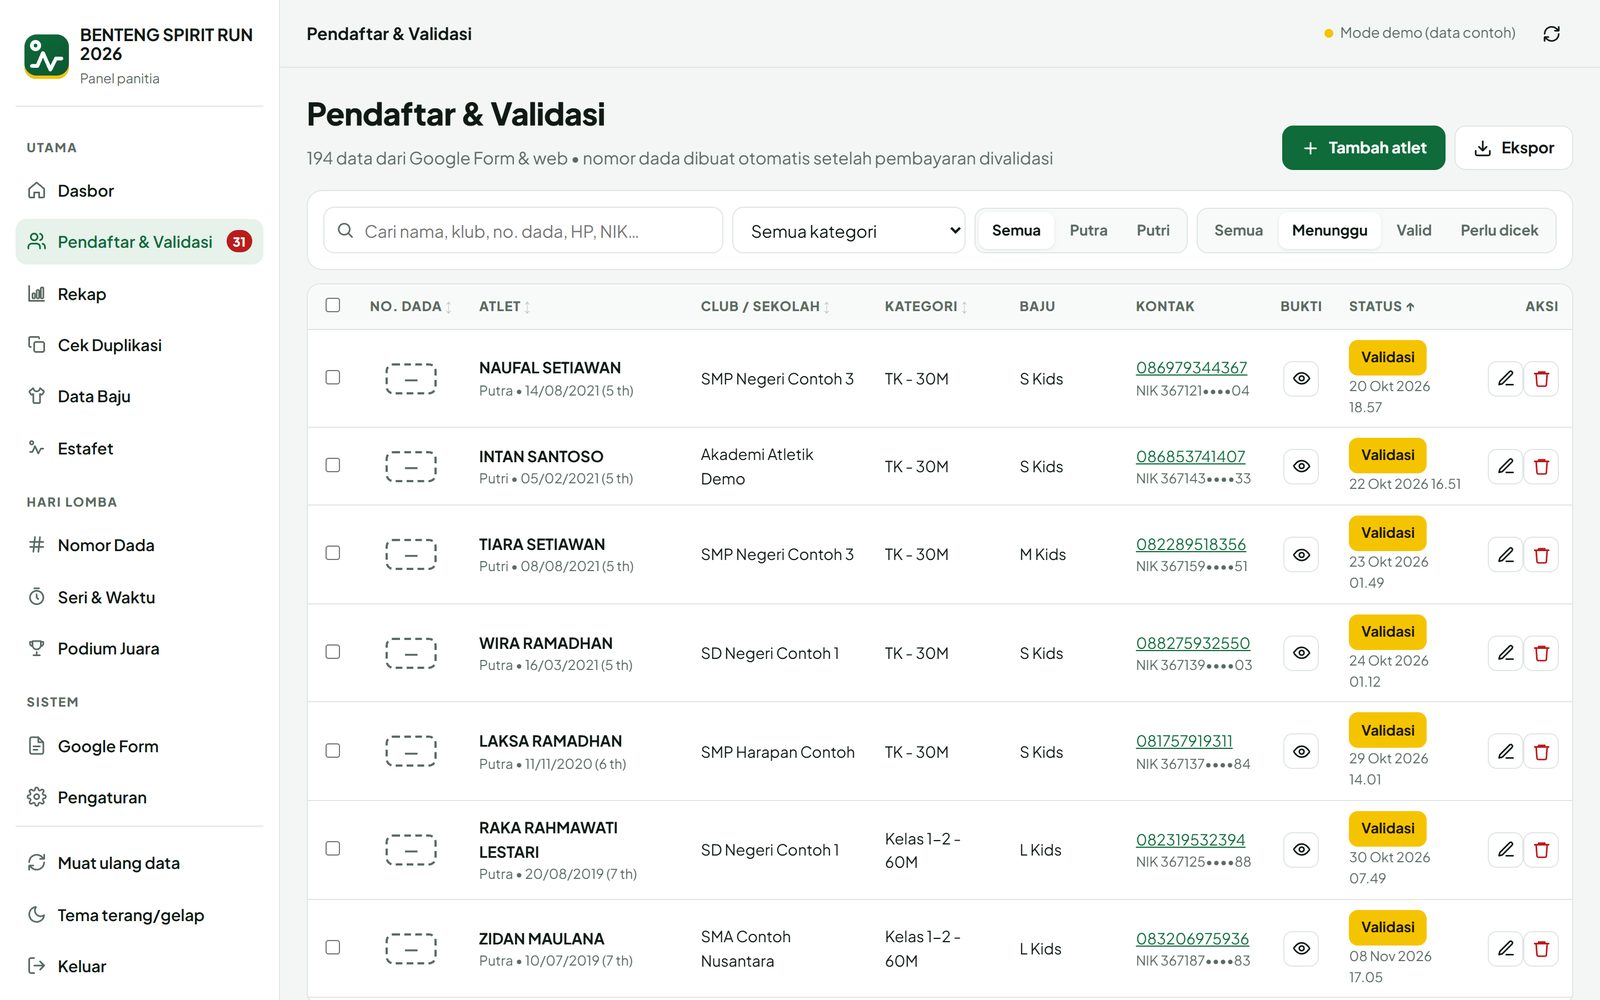 BENTENG SPIRIT RUN
2026
Panel panitia
UTAMA
Dasbor
Pendaftar & Validasi 31
Rekap
Cek Duplikasi
Data Baju
Estafet
HARI LOMBA
Nomor Dada
Seri & Waktu
Podium Juara
SISTEM
Google Form
Pengaturan
Muat ulang data
Tema terang/gelap
Keluar
Pendaftar & Validasi
Mode demo (data contoh)
Pendaftar & Validasi
194 data dari Google Form & web • nomor dada dibuat otomatis setelah pembayaran divalidasi
Tambah atlet
Ekspor
Cari nama, klub, no. dada, HP, NIK...
Semua kategori
Semua Putra Putri
Semua Menunggu Valid Perlu dicek
NO. DADA ↕ ATLET ↕ CLUB / SEKOLAH ↕ KATEGORI ↕ BAJU KONTAK BUKTI STATUS ↑ AKSI
— NAUFAL SETIAWAN
Putra • 14/08/2021 (5 th)
SMP Negeri Contoh 3
TK - 30M
S Kids
086979344367
NIK 367121••••04
Validasi
20 Okt 2026
18.57
— INTAN SANTOSO
Putri • 05/02/2021 (5 th)
Akademi Atletik
Demo
TK - 30M
S Kids
086853741407
NIK 367143••••33
Validasi
22 Okt 2026 16.51
— TIARA SETIAWAN
Putri • 08/08/2021 (5 th)
SMP Negeri Contoh 3
TK - 30M
M Kids
082289518356
NIK 367159••••51
Validasi
23 Okt 2026
01.49
— WIRA RAMADHAN
Putra • 16/03/2021 (5 th)
SD Negeri Contoh 1
TK - 30M
S Kids
088275932550
NIK 367139••••03
Validasi
24 Okt 2026
01.12
— LAKSA RAMADHAN
Putra • 11/11/2020 (6 th)
SMP Harapan Contoh
TK - 30M
S Kids
081757919311
NIK 367137••••84
Validasi
29 Okt 2026
14.01
— RAKA RAHMAWATI
LESTARI
Putra • 20/08/2019 (7 th)
SD Negeri Contoh 1
Kelas 1–2 -
60M
L Kids
082319532394
NIK 367125••••88
Validasi
30 Okt 2026
07.49
— ZIDAN MAULANA
Putra • 10/07/2019 (7 th)
SMA Contoh
Nusantara
Kelas 1–2 -
60M
L Kids
083206975936
NIK 367187••••83
Validasi
08 Nov 2026
17.05